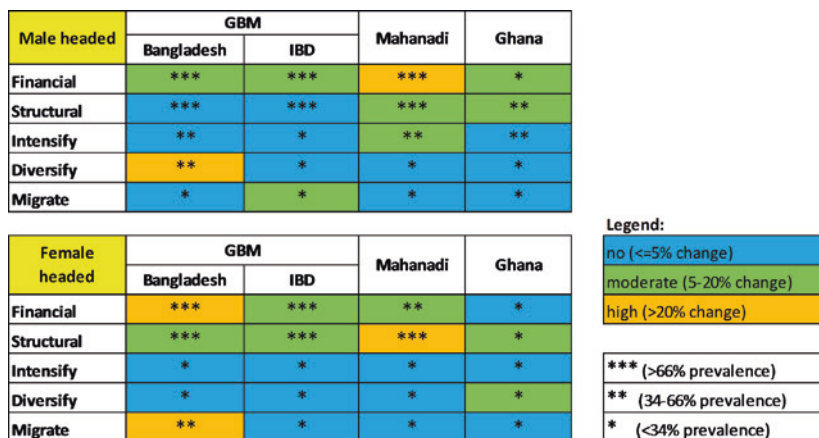 Male headed GBM Mahanadi Ghana
Bangladesh IBD
Financial *** *** *** *
Structural *** *** *** **
Intensify ** * ** **
Diversify ** * * *
Migrate * * * *
Female headed GBM Mahanadi Ghana
Bangladesh IBD
Financial *** *** ** *
Structural *** *** *** *
Intensify * * * *
Diversify * * * *
Migrate ** * * *
Legend:
no (<=5% change)
moderate (5-20% change)
high (>20% change)
*** (>66% prevalence)
** (34-66% prevalence)
* (<34% prevalence)